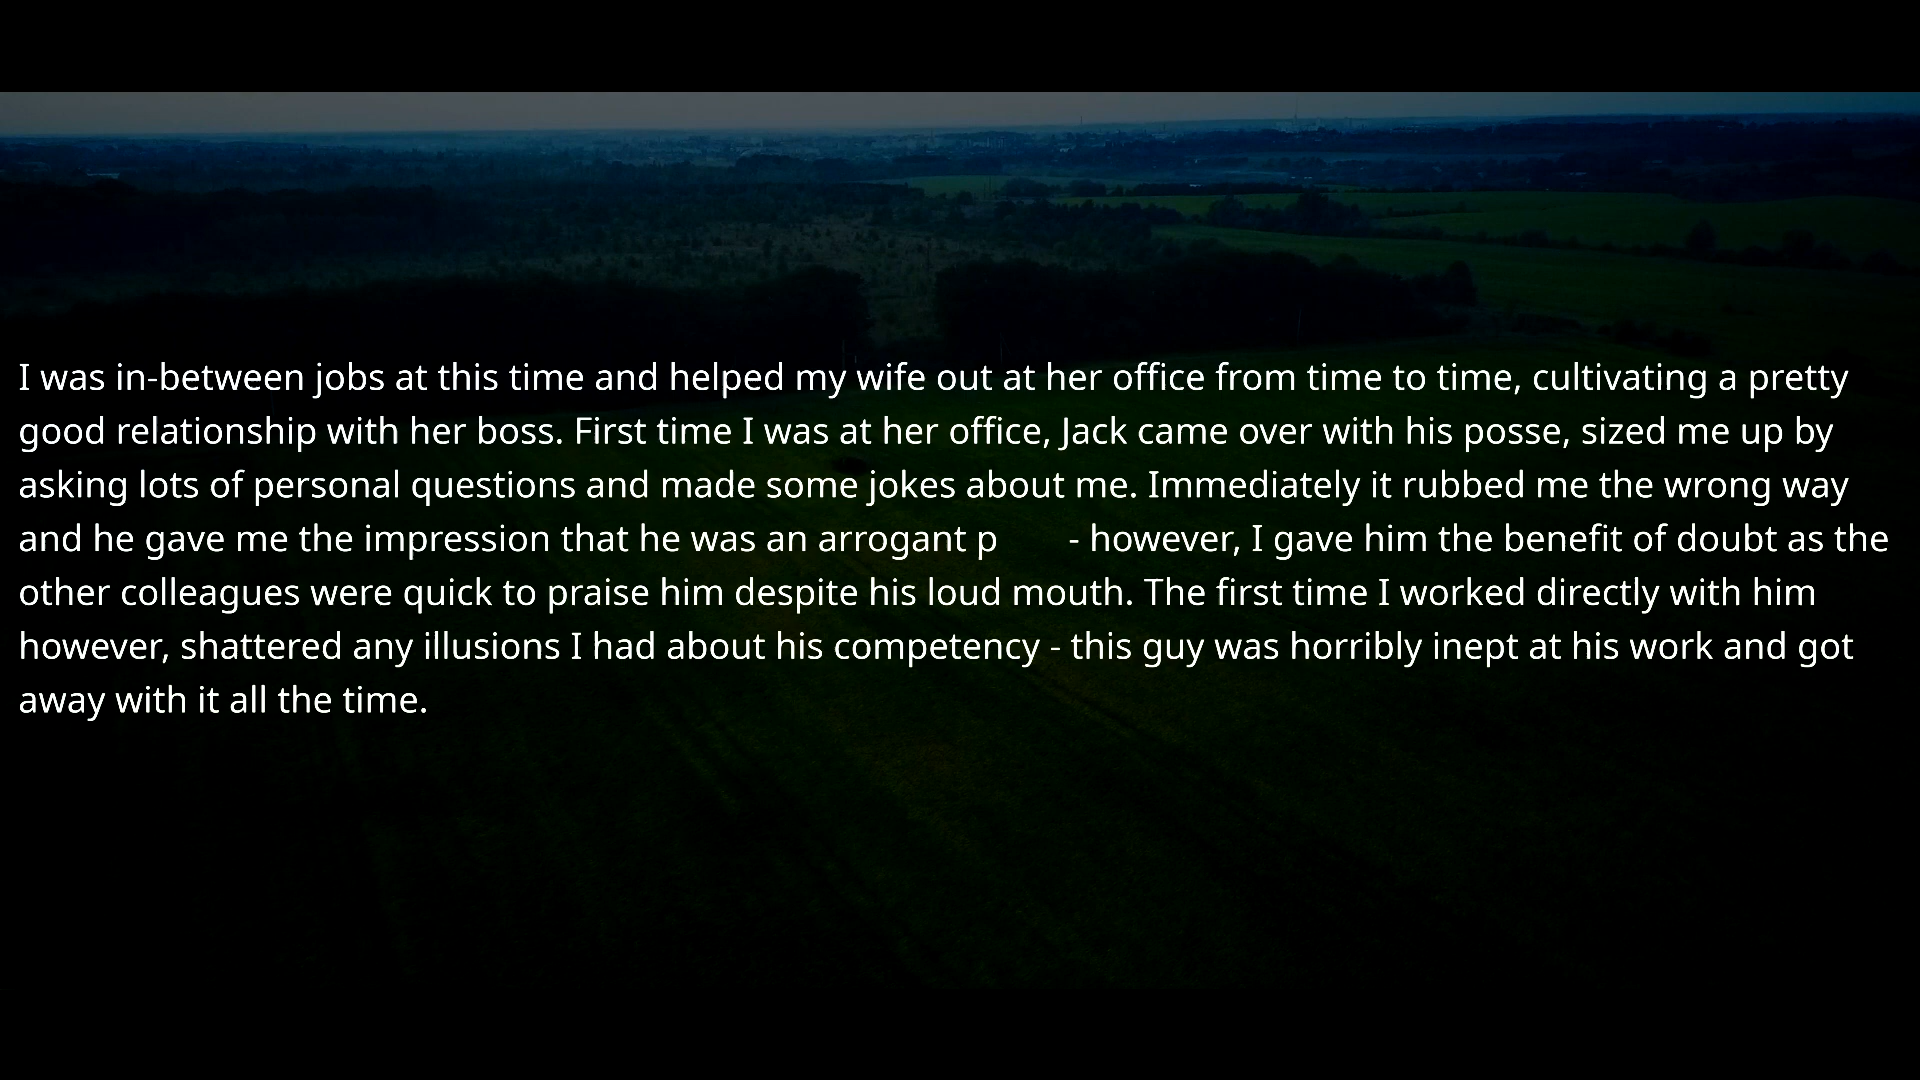 I was in-between jobs at this time and helped my wife out at her office from time to time, cultivating a pretty
good relationship with her boss. First time I was at her office, Jack came over with his posse, sized me up by
asking lots of personal questions and made some jokes about me. Immediately it rubbed me the wrong way
and he gave me the impression that he was an arrogant p - however, I gave him the benefit of doubt as the
other colleagues were quick to praise him despite his loud mouth. The first time I worked directly with him
however, shattered any illusions I had about his competency - this guy was horribly inept at his work and got
away with it all the time.